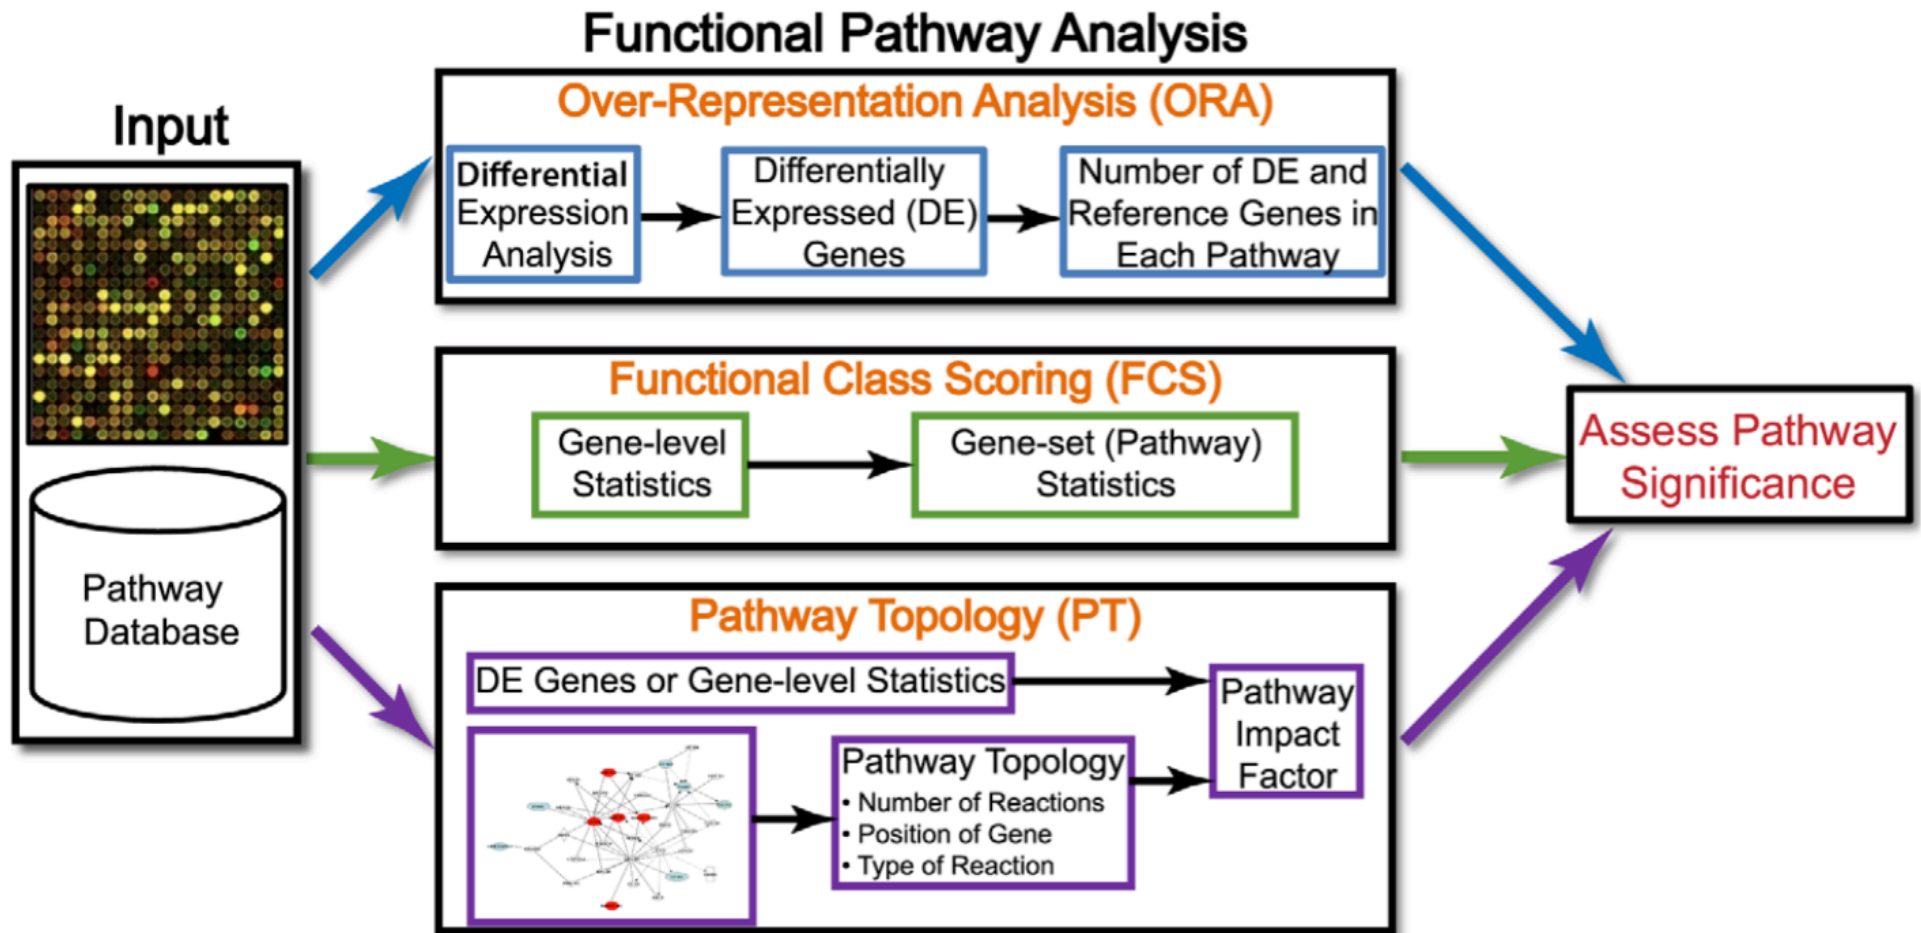 Functional Pathway Analysis
Input
Pathway
Database
Over-Representation Analysis (ORA)
Differential
Expression
Analysis
Differentially
Expressed (DE)
Genes
Number of DE and
Reference Genes in
Each Pathway
Functional Class Scoring (FCS)
Gene-level
Statistics
Gene-set (Pathway)
Statistics
Pathway Topology (PT)
DE Genes or Gene-level Statistics
Pathway Topology
• Number of Reactions
• Position of Gene
• Type of Reaction
Pathway
Impact
Factor
Assess Pathway
Significance